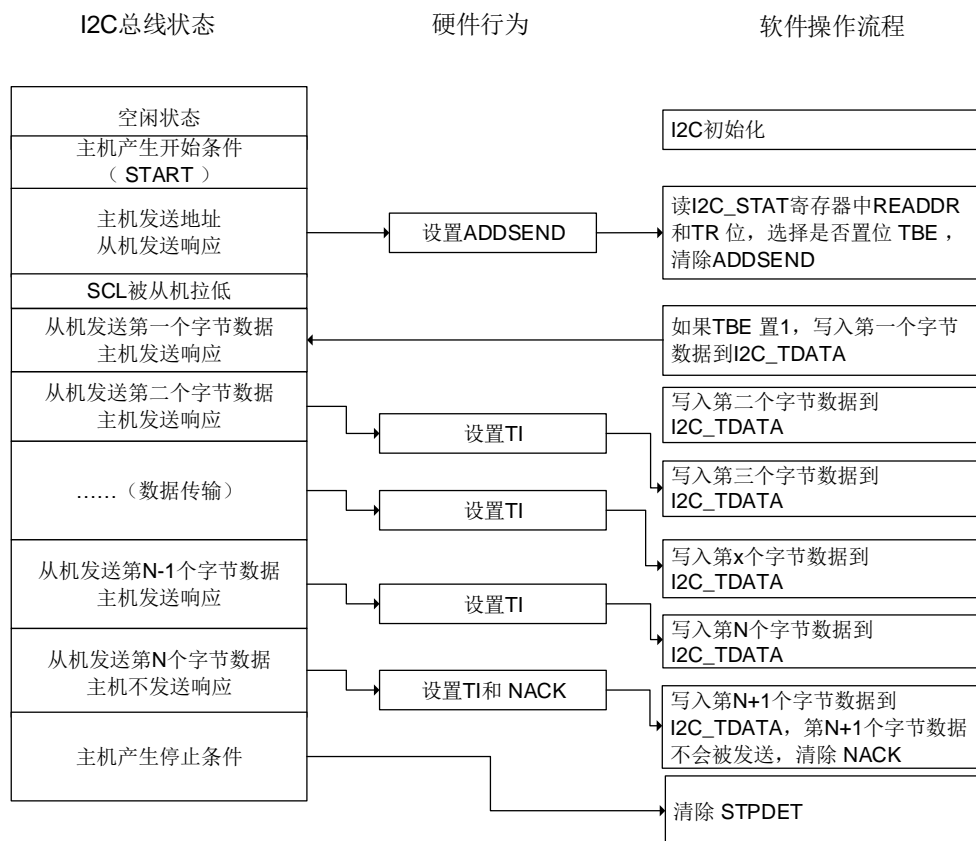 I2C总线状态
硬件行为
软件操作流程
空闲状态
I2C初始化
主机产生开始条件
（ START ）
主机发送地址
从机发送响应
设置ADDSEND
读I2C_STAT寄存器中READDR
和TR 位，选择是否置位 TBE ，
清除ADDSEND
SCL被从机拉低
从机发送第一个字节数据
主机发送响应
如果TBE 置1，写入第一个字节
数据到I2C_TDATA
从机发送第二个字节数据
主机发送响应
写入第二个字节数据到
I2C_TDATA
设置TI
写入第三个字节数据到
I2C_TDATA
……（数据传输）
设置TI
写入第x个字节数据到
I2C_TDATA
从机发送第N-1个字节数据
主机发送响应
设置TI
写入第N个字节数据到
I2C_TDATA
从机发送第N个字节数据
主机不发送响应
设置TI和 NACK
写入第N+1个字节数据到
I2C_TDATA，第N+1个字节数据
不会被发送，清除 NACK
主机产生停止条件
清除 STPDET